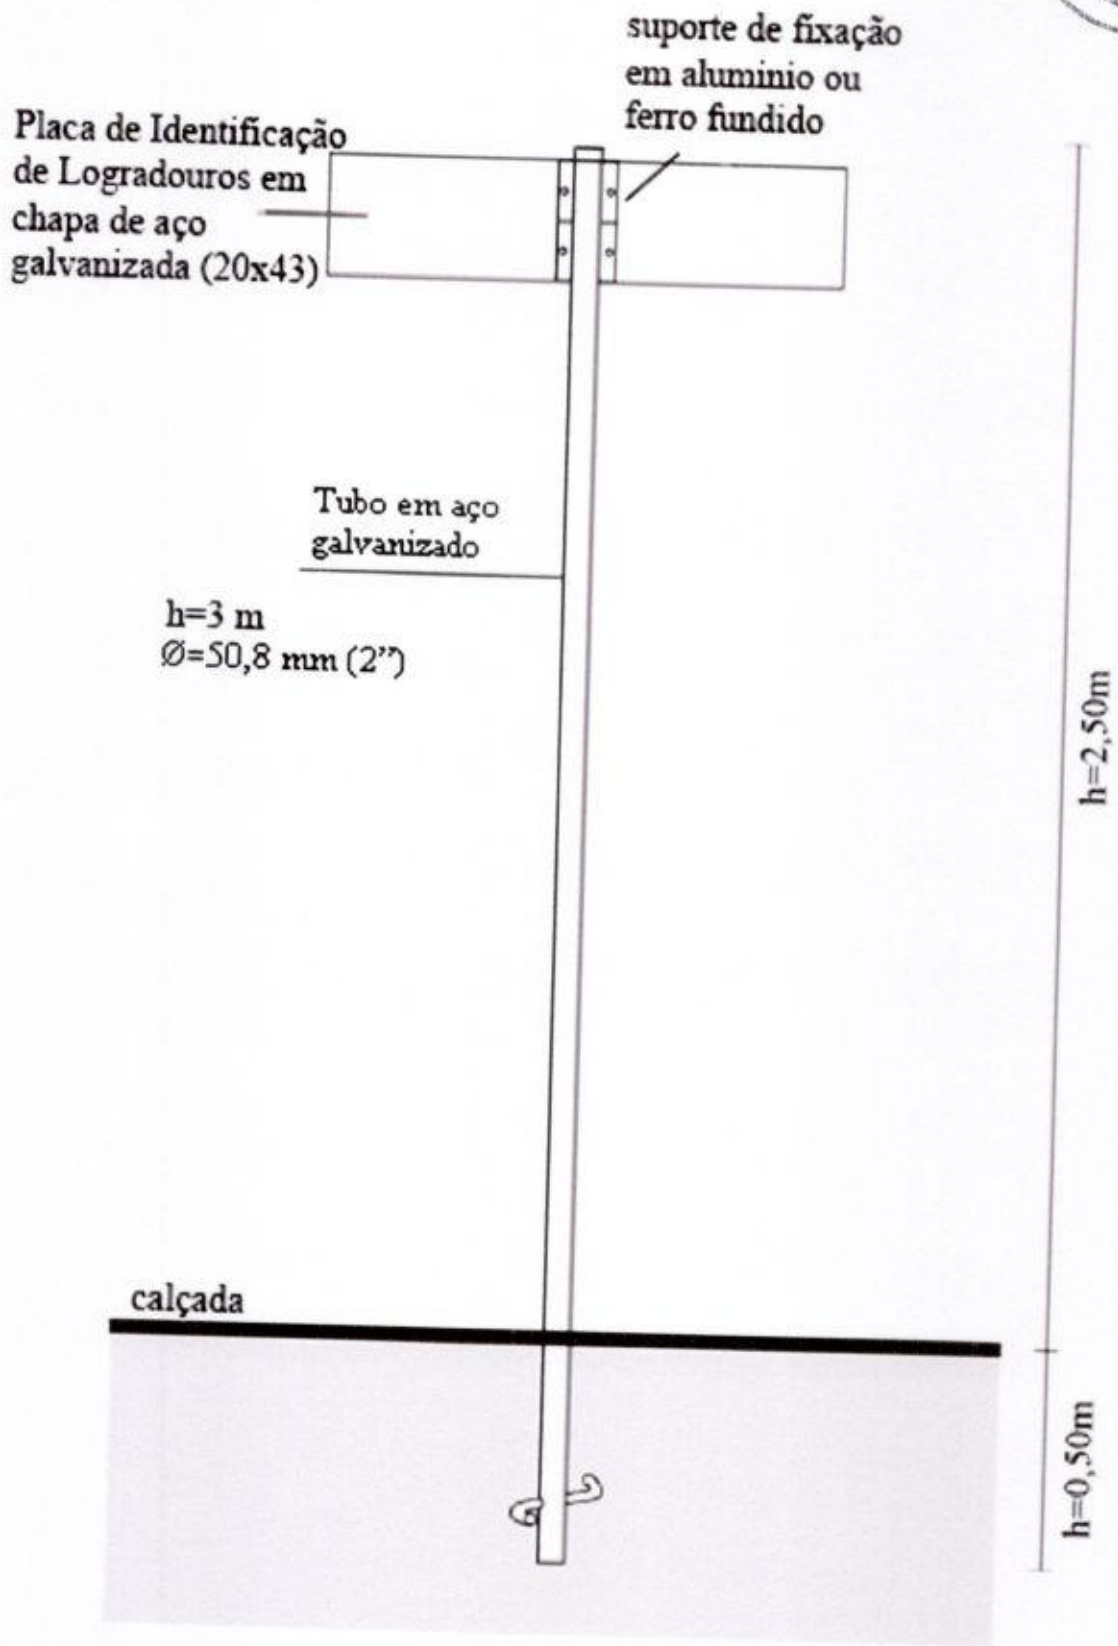 suporte de fixação
em aluminio ou
ferro fundido
Placa de Identificação
de Logradouros em
chapa de aço
galvanizada (20x43)
Tubo em aço
galvanizado
h=3 m
Ø=50,8 mm (2”)
h=2,50m
calçada
h=0,50m